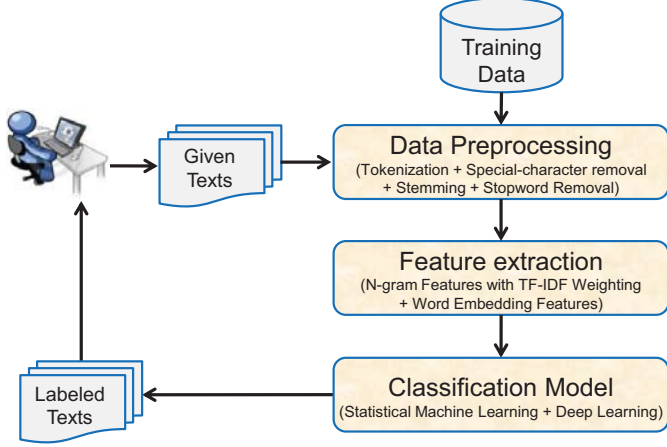 Training
Data
Given
Texts
Data Preprocessing
(Tokenization + Special-character removal
+ Stemming + Stopword Removal)
Feature extraction
(N-gram Features with TF-IDF Weighting
+ Word Embedding Features)
Labeled
Texts
Classification Model
(Statistical Machine Learning + Deep Learning)